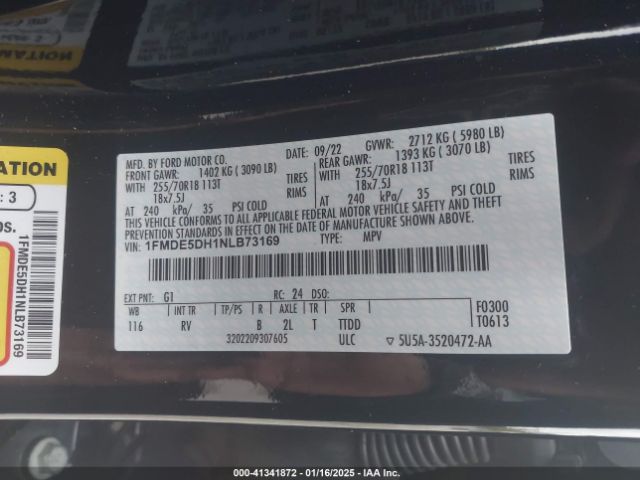 MFD. BY FORD MOTOR CO.
DATE: 09/22 GVWR: 2712 KG ( 5980 LB)
FRONT GAWR: 1402 KG ( 3090 LB)
REAR GAWR: 1393 KG ( 3070 LB)
WITH 255/70R18 113T TIRES
18x7.5J RIMS
AT 240 kPa/ 35 PSI COLD
WITH 255/70R18 113T TIRES
18x7.5J RIMS
AT 240 kPa/ 35 PSI COLD
THIS VEHICLE CONFORMS TO ALL APPLICABLE FEDERAL MOTOR VEHICLE SAFETY AND THEFT
PREVENTION STANDARDS IN EFFECT ON THE DATE OF MANUFACTURE SHOWN ABOVE.
VIN: 1FMDE5DH1NLB73169 TYPE: MPV
EXT PNT: G1 RC: 24 DSO:
WB TP/PS R AXLE TR SPR
116 RV B 2L T TTDD
F0300
T0613
3202209307605 ULC 5U5A-3520472-AA
: 3
1FMDE5DH1NLB73169
000-41341872 - 01/16/2025 - IAA Inc.